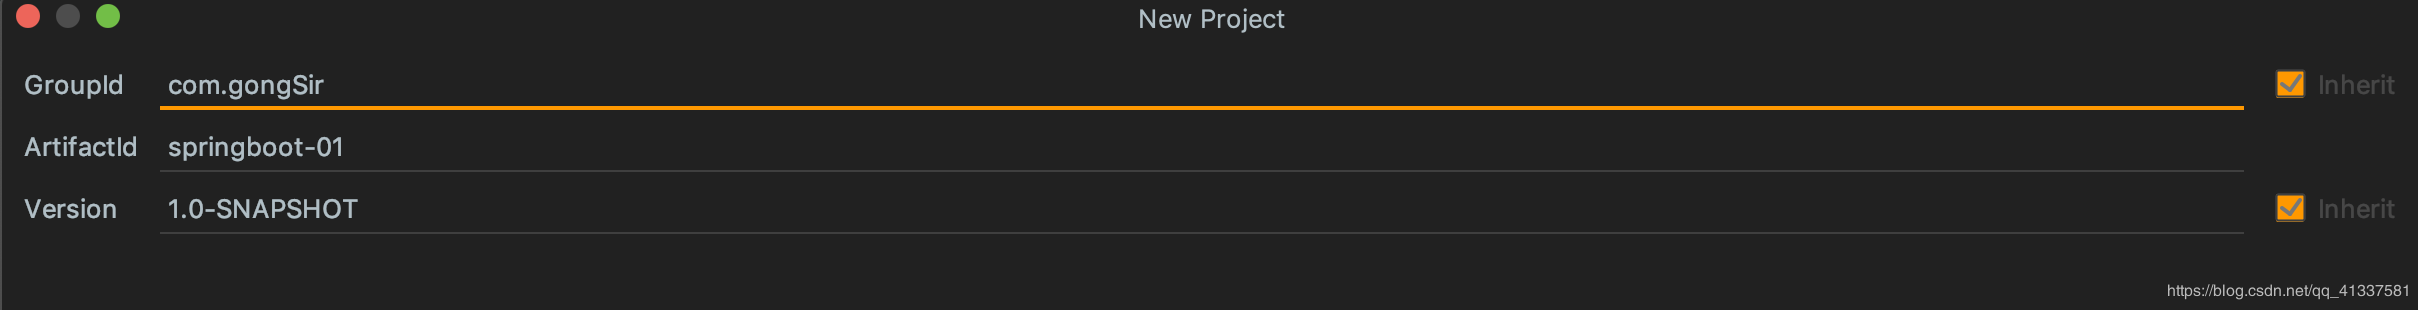 New Project
GroupId com.gongSir Inherit
ArtifactId springboot-01
Version 1.0-SNAPSHOT Inherit
https://blog.csdn.net/qq_41337581